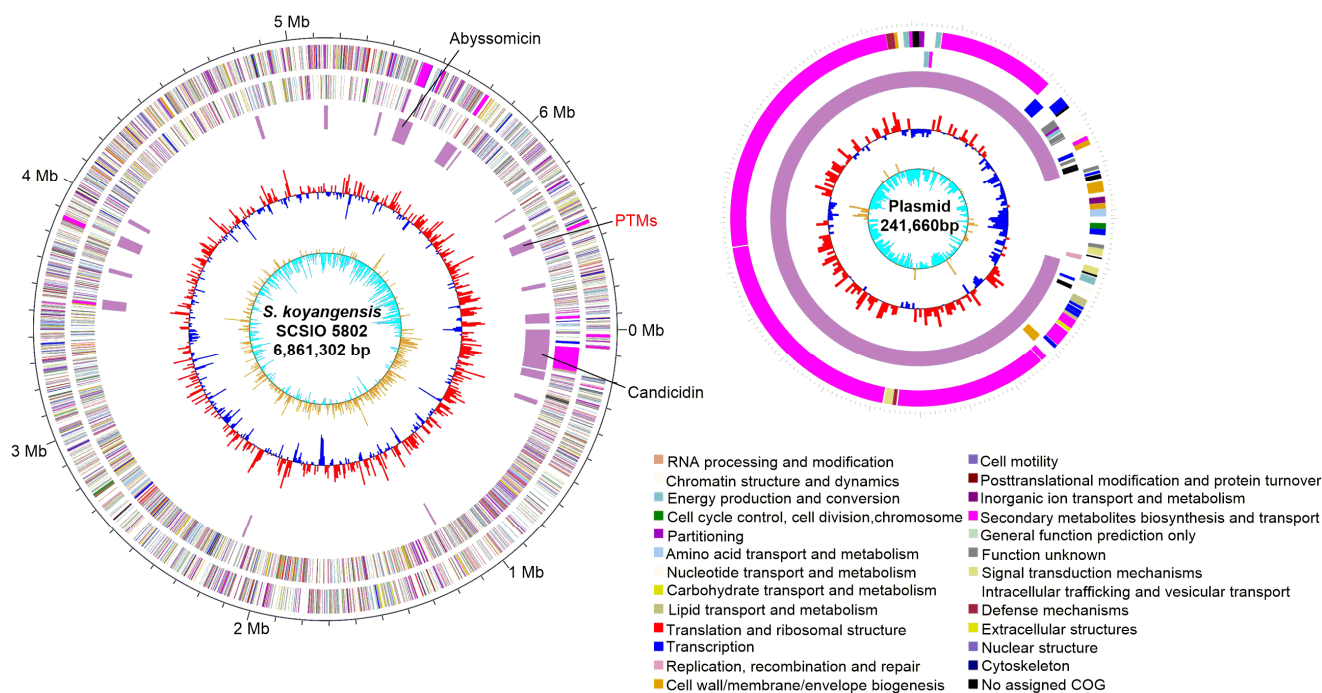 5 Mb
Abyssomicin
6 Mb
4 Mb
PTMs
Plasmid
241,660bp
S. koyangensis
SCSIO 5802
6,861,302 bp
0 Mb
Candicidin
3 Mb
1 Mb
2 Mb
RNA processing and modification
Chromatin structure and dynamics
Energy production and conversion
Cell cycle control, cell division,chromosome
Partitioning
Amino acid transport and metabolism
Nucleotide transport and metabolism
Carbohydrate transport and metabolism
Lipid transport and metabolism
Translation and ribosomal structure
Transcription
Replication, recombination and repair
Cell wall/membrane/envelope biogenesis
Cell motility
Posttranslational modification and protein turnover
Inorganic ion transport and metabolism
Secondary metabolites biosynthesis and transport
General function prediction only
Function unknown
Signal transduction mechanisms
Intracellular trafficking and vesicular transport
Defense mechanisms
Extracellular structures
Nuclear structure
Cytoskeleton
No assigned COG